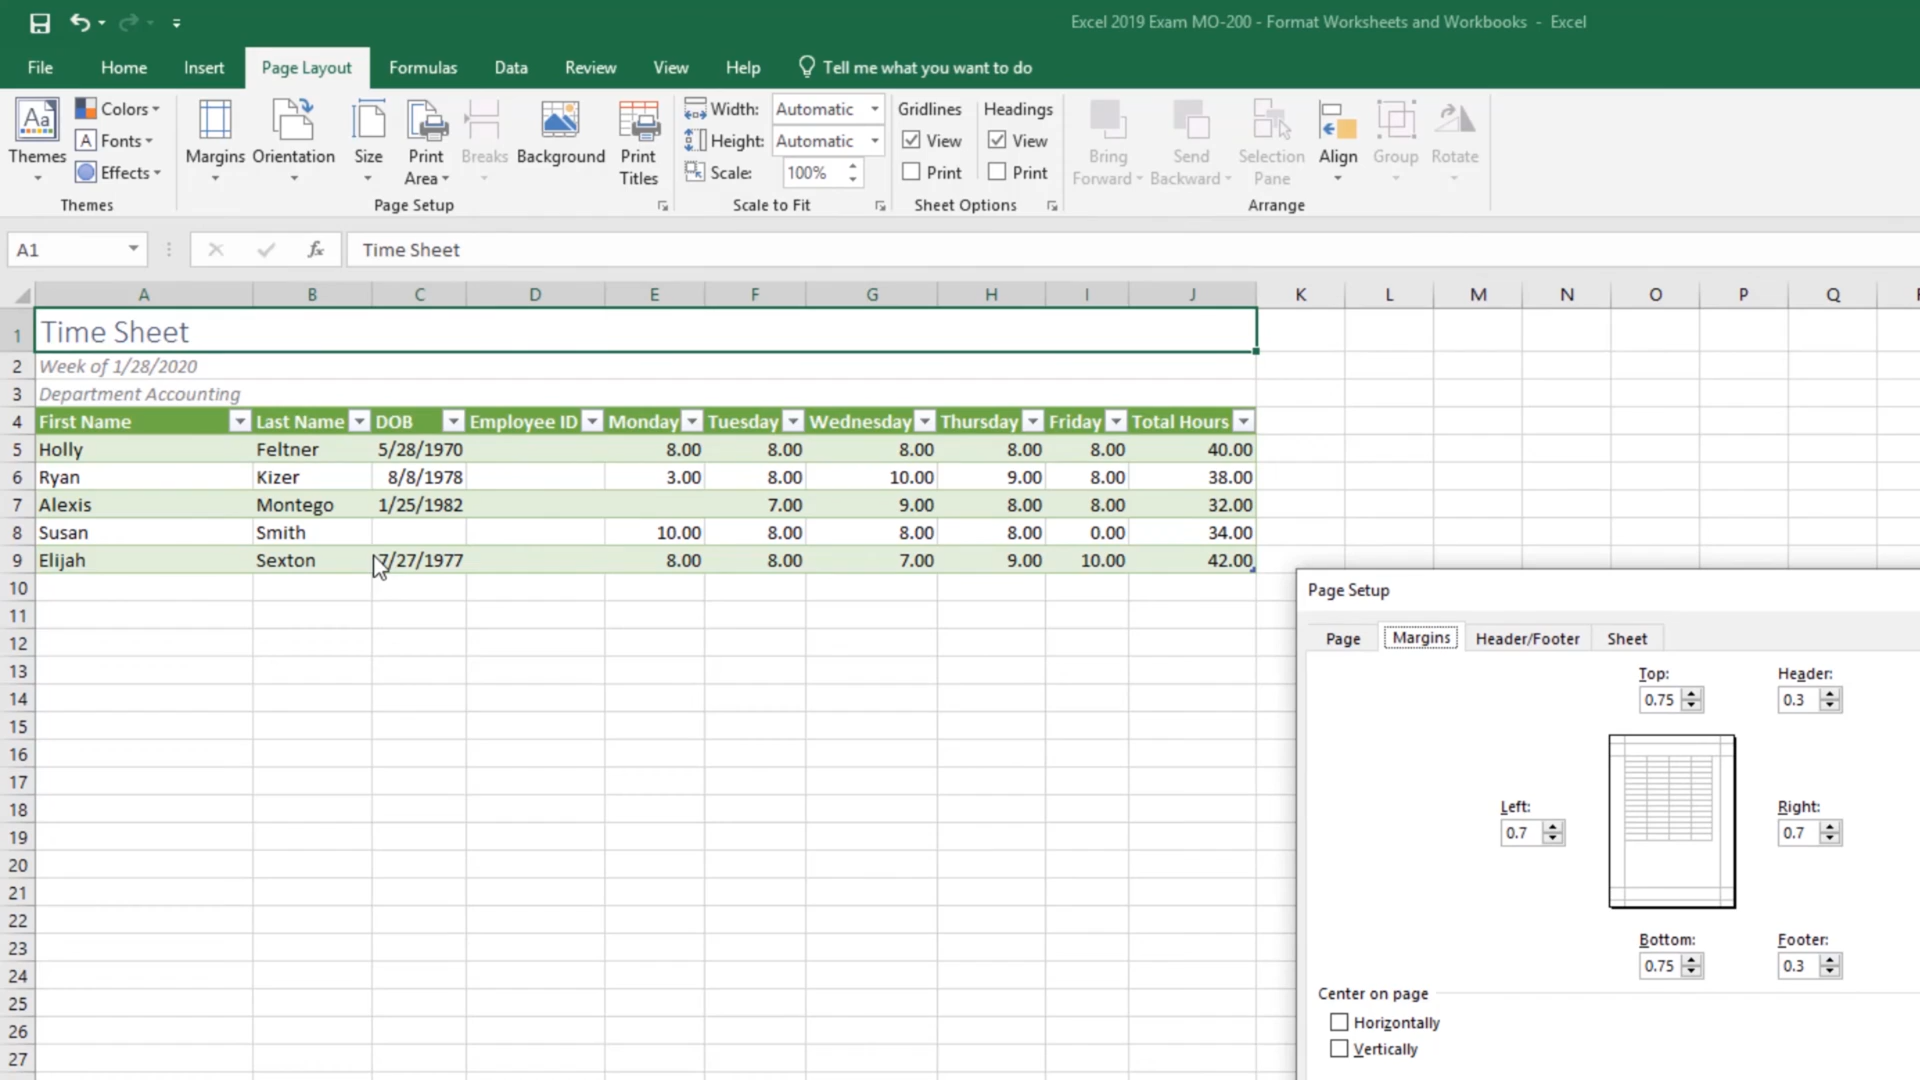 Excel 2019 Exam MO-200 - Format Worksheets and Workbooks - Excel
File Home Insert Page Layout Formulas Data Review View Help Tell me what you want to do
Aa Themes
Colors
Fonts
Effects
Themes
Margins Orientation Size Print Area Breaks Background Print Titles
Page Setup
Width: Automatic
Height: Automatic
Scale: 100%
Scale to Fit
Gridlines Headings
View View
Print Print
Sheet Options
Bring Forward Send Backward Selection Pane Align Group Rotate
Arrange
A1 fx Time Sheet
A B C D E F G H I J K L M N O P Q
1 Time Sheet
2 Week of 1/28/2020
3 Department Accounting
4 First Name Last Name DOB Employee ID Monday Tuesday Wednesday Thursday Friday Total Hours
5 Holly Feltner 5/28/1970 8.00 8.00 8.00 8.00 8.00 40.00
6 Ryan Kizer 8/8/1978 3.00 8.00 10.00 9.00 8.00 38.00
7 Alexis Montego 1/25/1982 7.00 9.00 8.00 8.00 32.00
8 Susan Smith 10.00 8.00 8.00 8.00 0.00 34.00
9 Elijah Sexton 7/27/1977 8.00 8.00 7.00 9.00 10.00 42.00
10
11
12
13
14
15
16
17
18
19
20
21
22
23
24
25
26
27
Page Setup
Page Margins Header/Footer Sheet
Top: Header:
0.75 0.3
Left: Right:
0.7 0.7
Bottom: Footer:
0.75 0.3
Center on page
Horizontally
Vertically